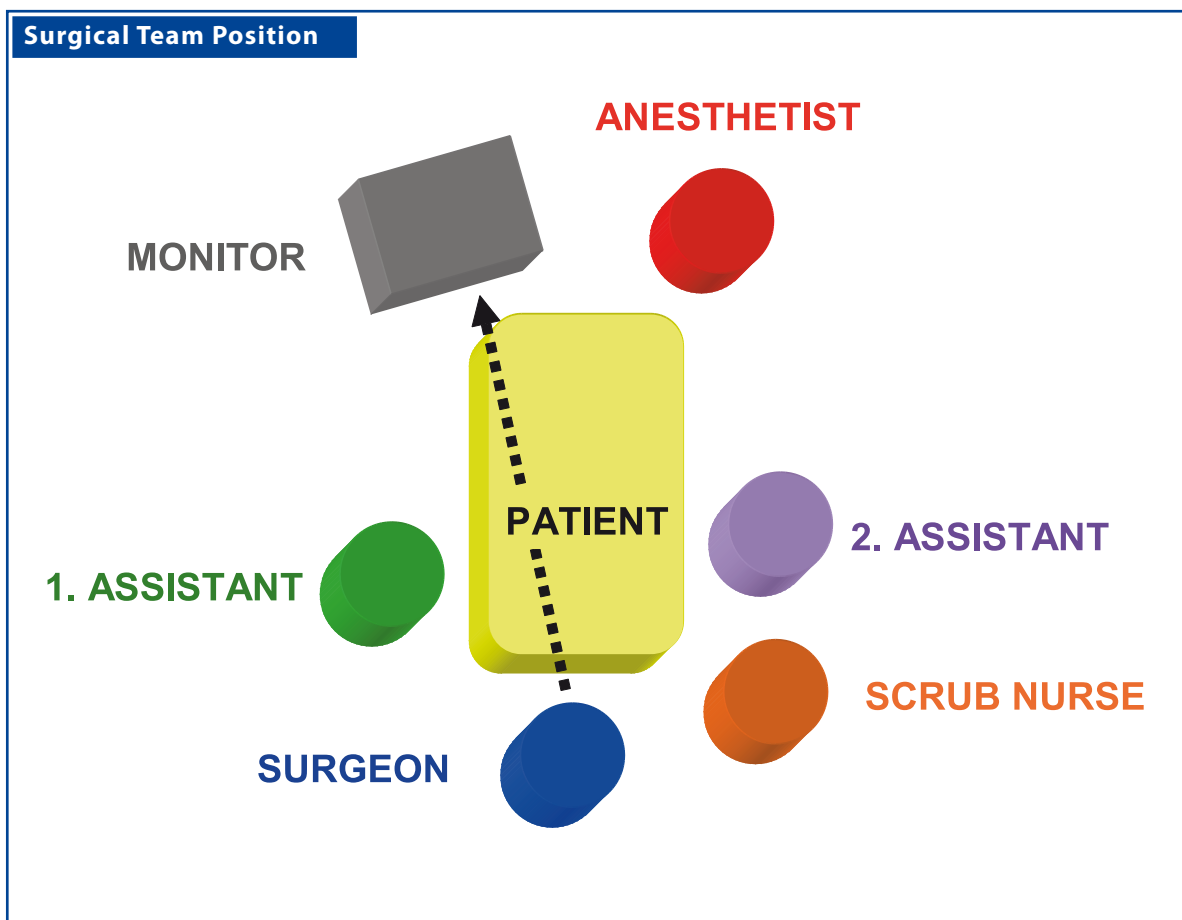 Surgical Team Position
ANESTHETIST
MONITOR
PATIENT
2. ASSISTANT
1. ASSISTANT
SCRUB NURSE
SURGEON